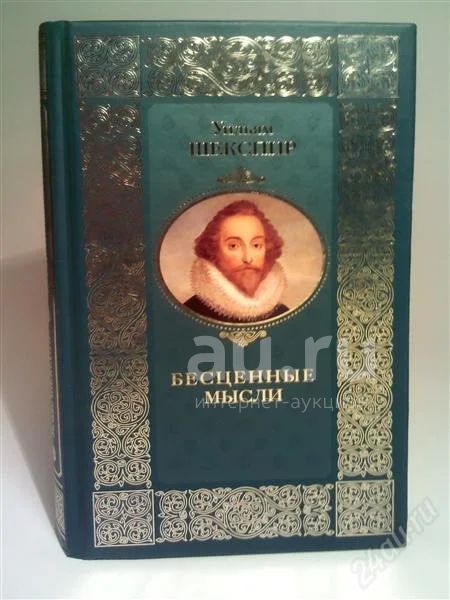 Уильям
ШЕКСПИР
au.ru
интернет-аукцион
БЕСЦЕННЫЕ
МЫСЛИ
24au.ru